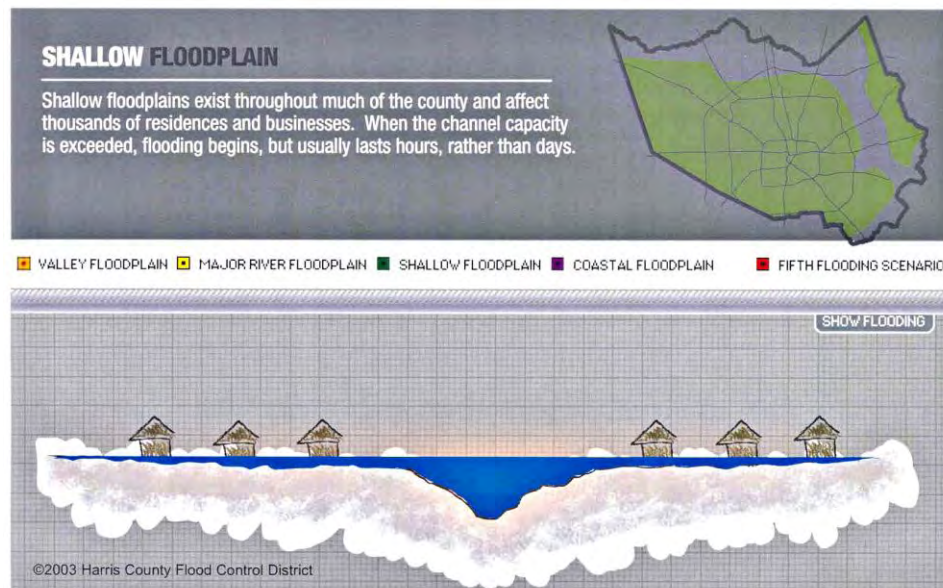 SHALLOW FLOODPLAIN
Shallow floodplains exist throughout much of the county and affect
thousands of residences and businesses. When the channel capacity
is exceeded, flooding begins, but usually lasts hours, rather than days.
VALLEY FLOODPLAIN MAJOR RIVER FLOODPLAIN SHALLOW FLOODPLAIN COASTAL FLOODPLAIN FIFTH FLOODING SCENARIO
SHOW FLOODING
©2003 Harris County Flood Control District